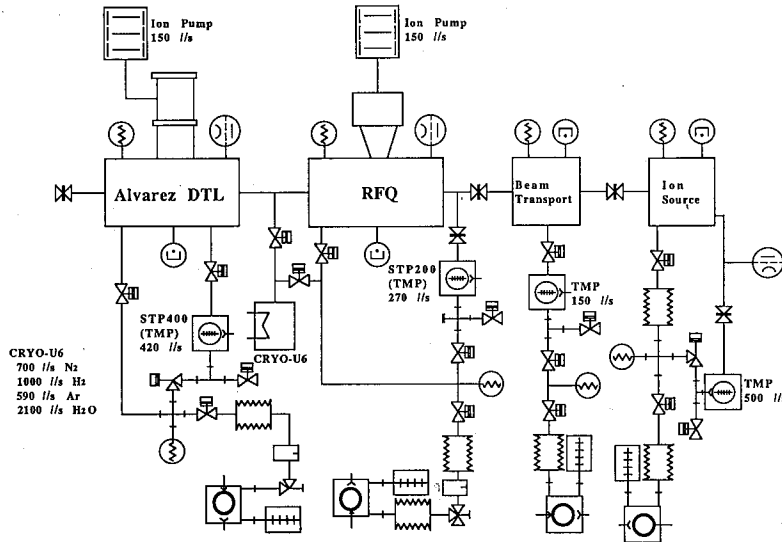 Ion Pump
150 l/s
Ion Pump
150 l/s
Alvarez DTL
RFQ
Beam
Transport
Ion
Source
STP400
(TMP)
420 l/s
CRYO-U6
STP200
(TMP)
270 l/s
TMP
150 l/s
TMP
500 l/
CRYO-U6
700 l/s N2
1000 l/s H2
590 l/s Ar
2100 l/s H2O